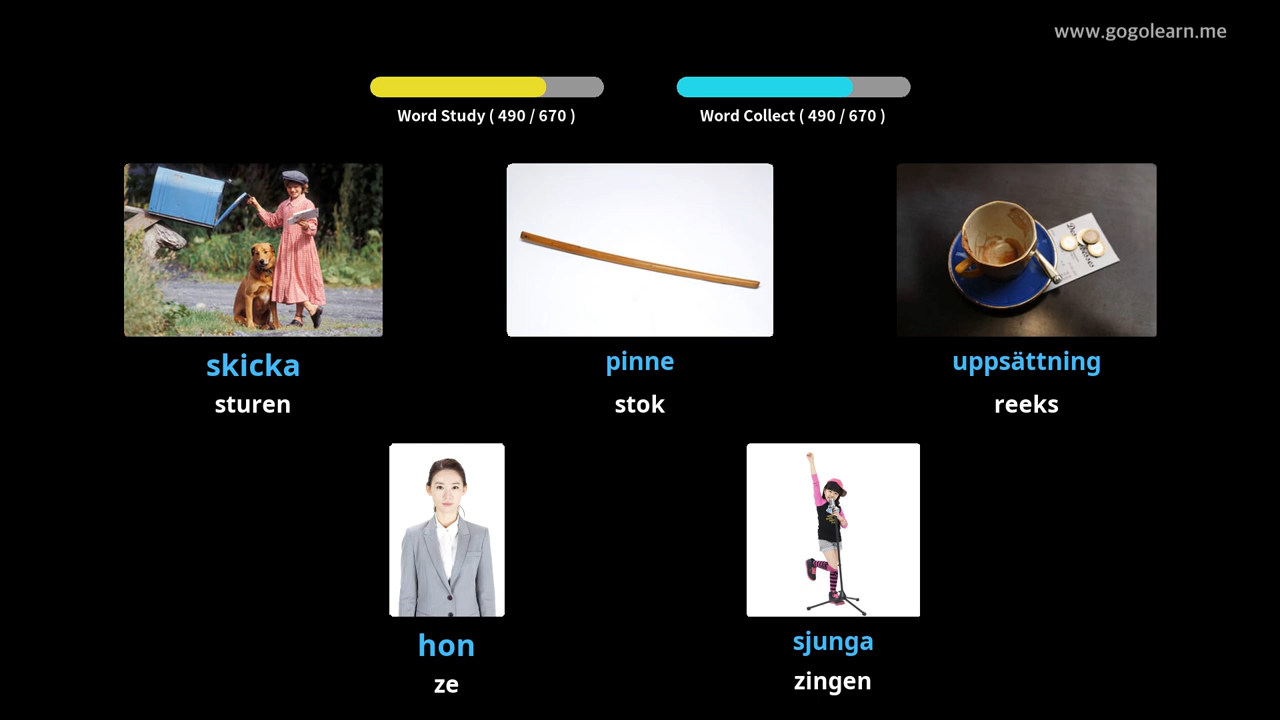 www.gogolearn.me
Word Study ( 490 / 670 )
Word Collect ( 490 / 670 )
skicka
sturen
pinne
stok
uppsättning
reeks
hon
ze
sjunga
zingen